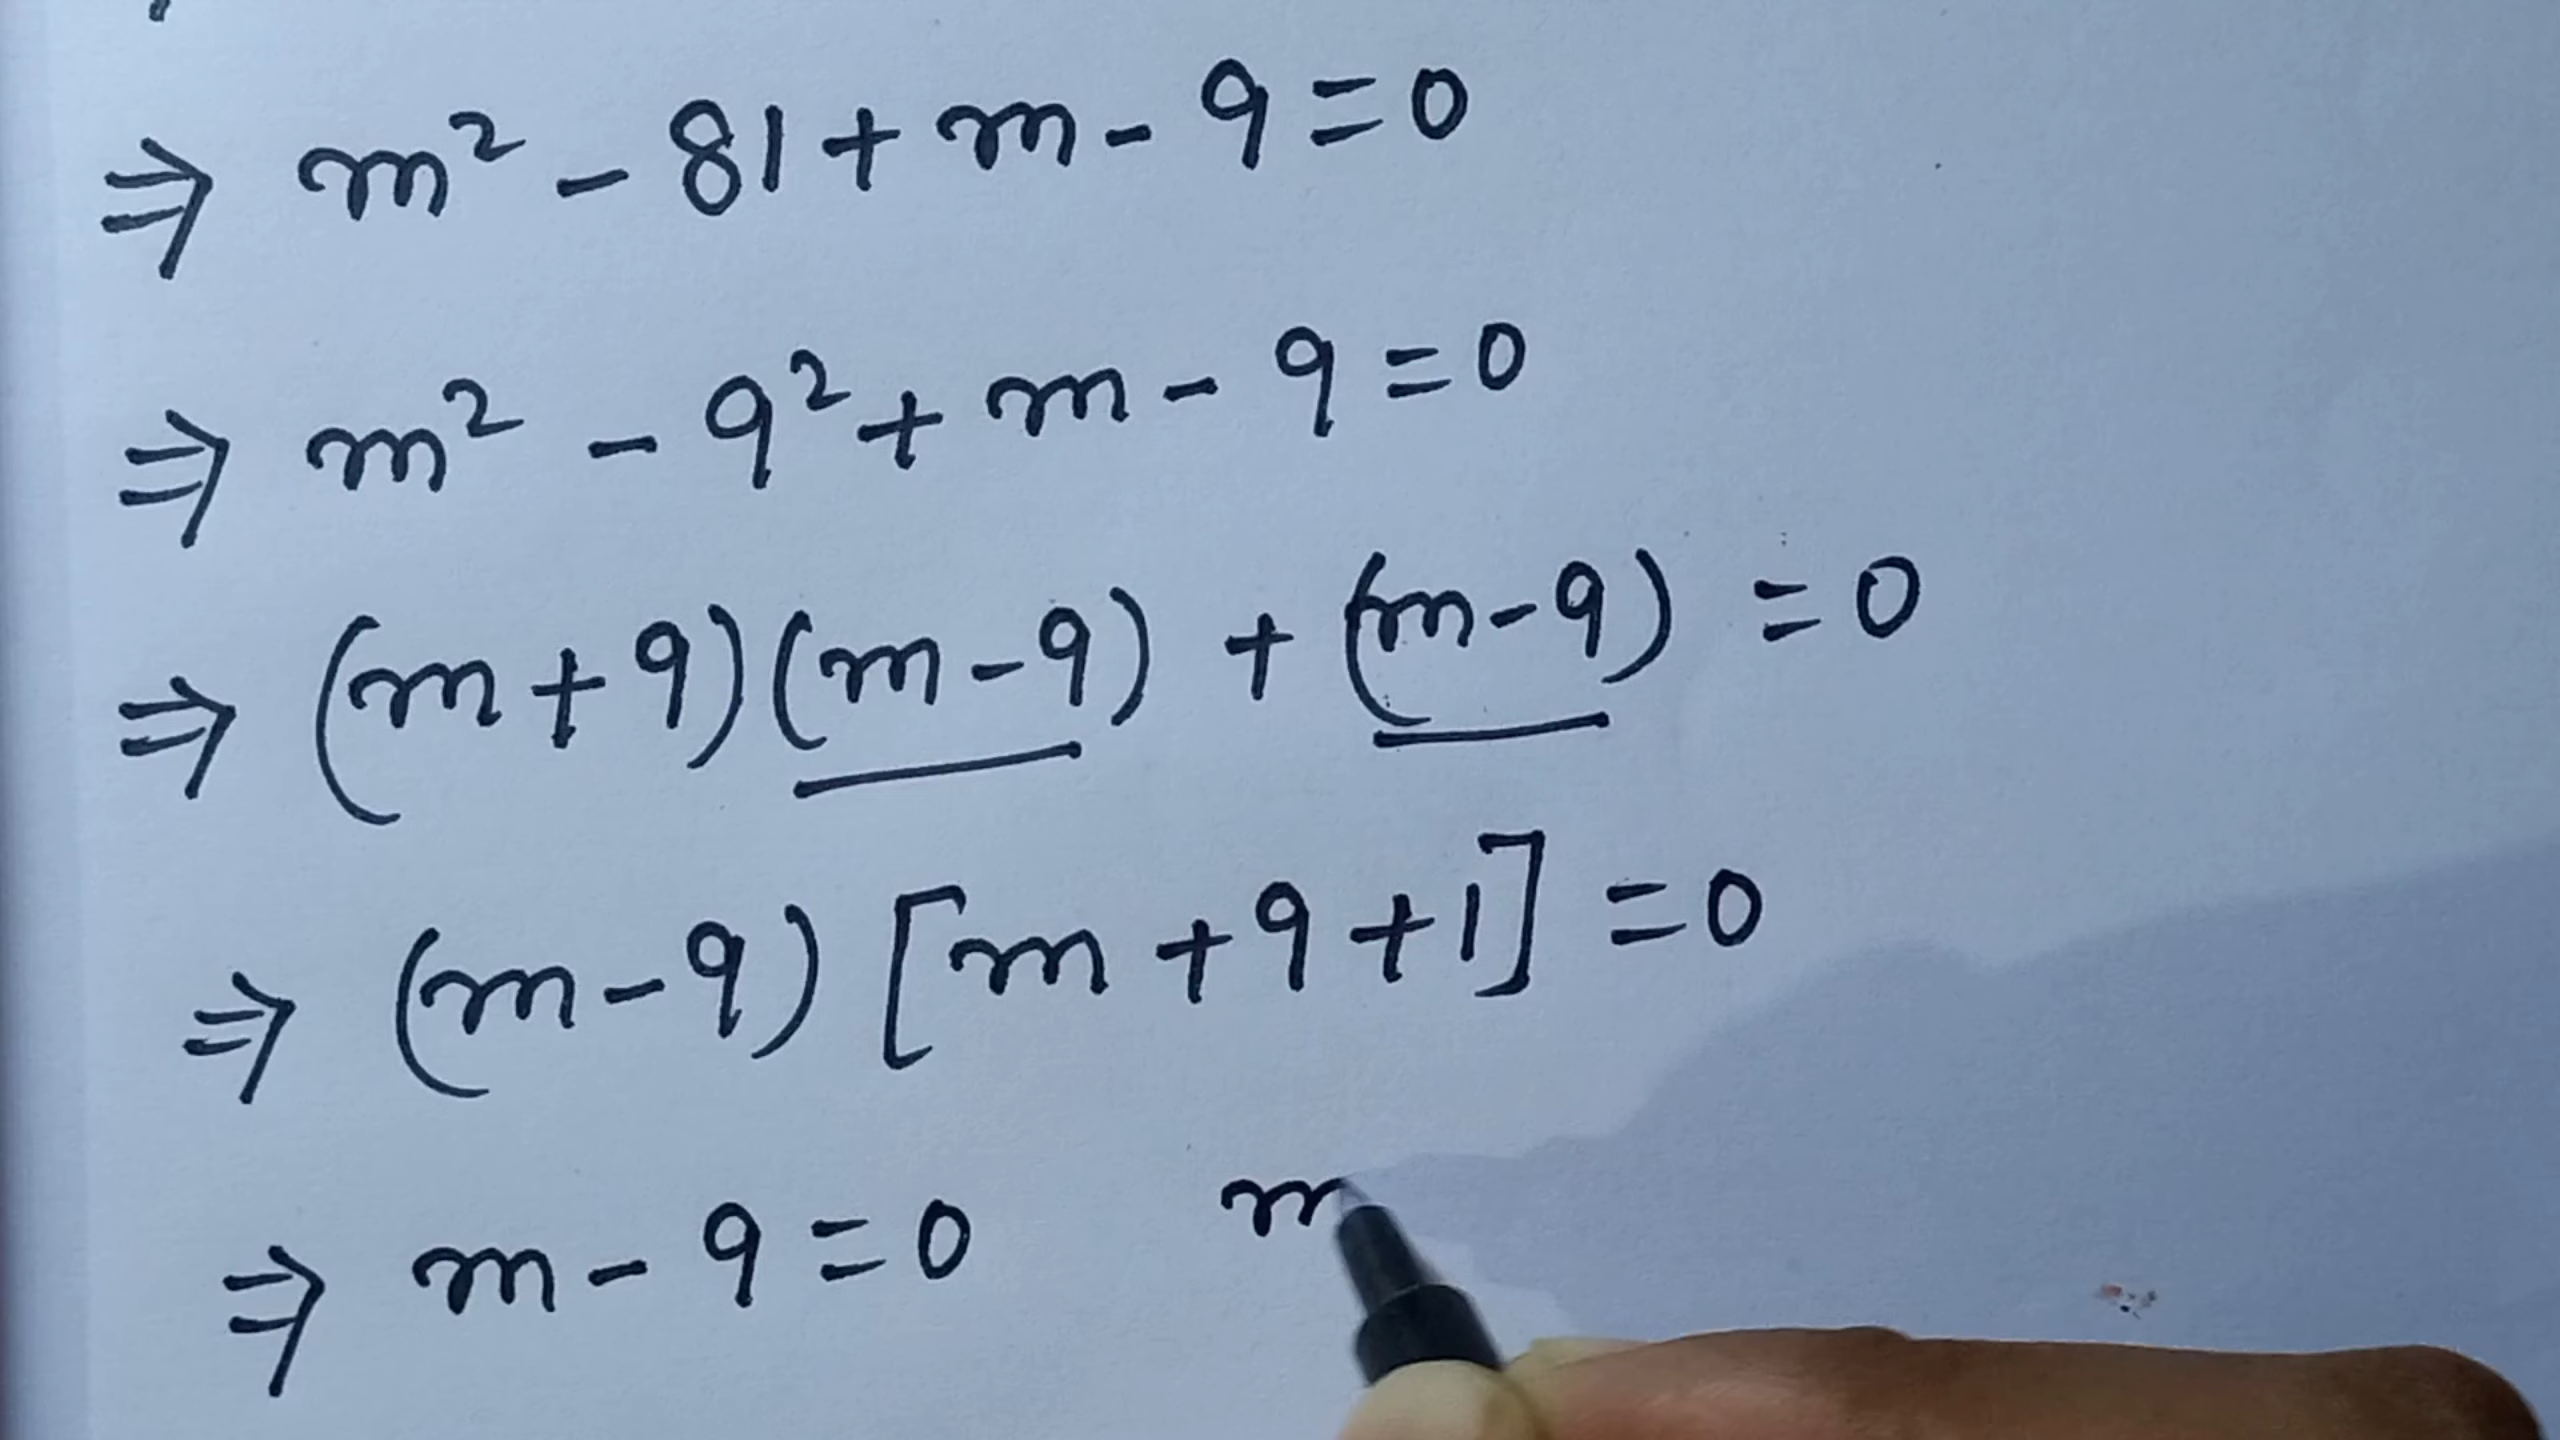 ⇒ m² - 81 + m - 9 = 0
⇒ m² - 9² + m - 9 = 0
⇒ (m + 9)(m - 9) + (m - 9) = 0
⇒ (m - 9) [m + 9 + 1] = 0
⇒ m - 9 = 0 m